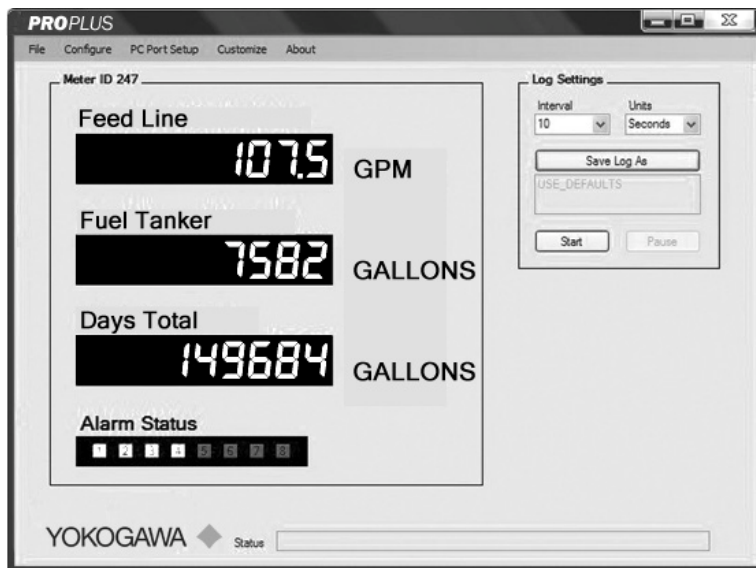 PROPLUS
File Configure PC Port Setup Customize About
Meter ID 247
Feed Line
107.5 GPM
Fuel Tanker
7582 GALLONS
Days Total
149684 GALLONS
Alarm Status
1 2 3 4 5 6 7 8
Log Settings
Interval Units
10 Seconds
Save Log As
USE_DEFAULTS
Start Pause
YOKOGAWA
Status